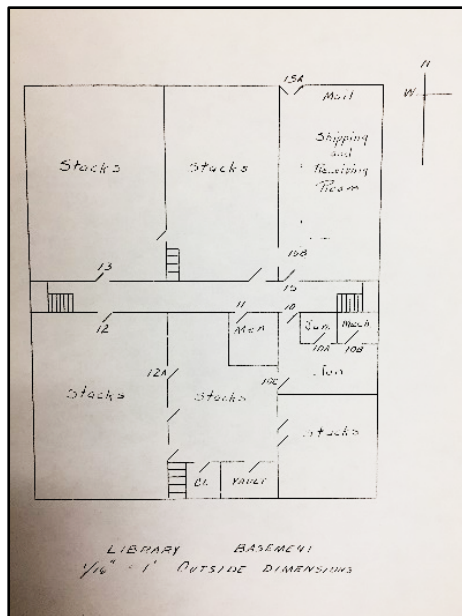 15A
N
Mail
W
Shipping
and
Receiving
Room
Stacks
Stacks
15B
13
15
11
10
12
Men
Jan.
Mech
10A
10B
12A
10C
Jan
Stacks
Stacks
Stacks
Cl.
VAULT
LIBRARY BASEMENT
1/16" = 1' OUTSIDE DIMENSIONS